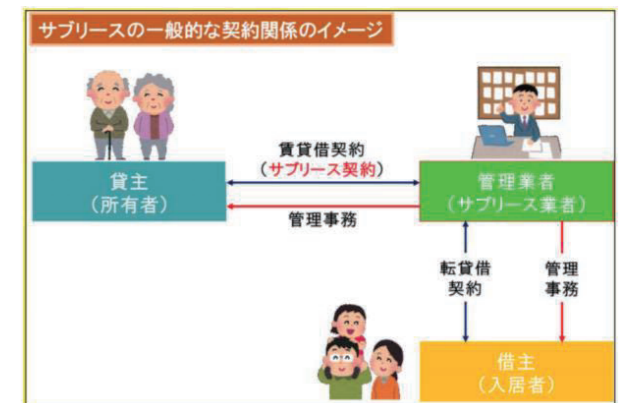 サブリースの一般的な契約関係のイメージ
賃貸借契約
(サブリース契約)
貸主
(所有者)
管理業者
(サブリース業者)
管理事務
転貸借
契約
管理
事務
借主
(入居者)